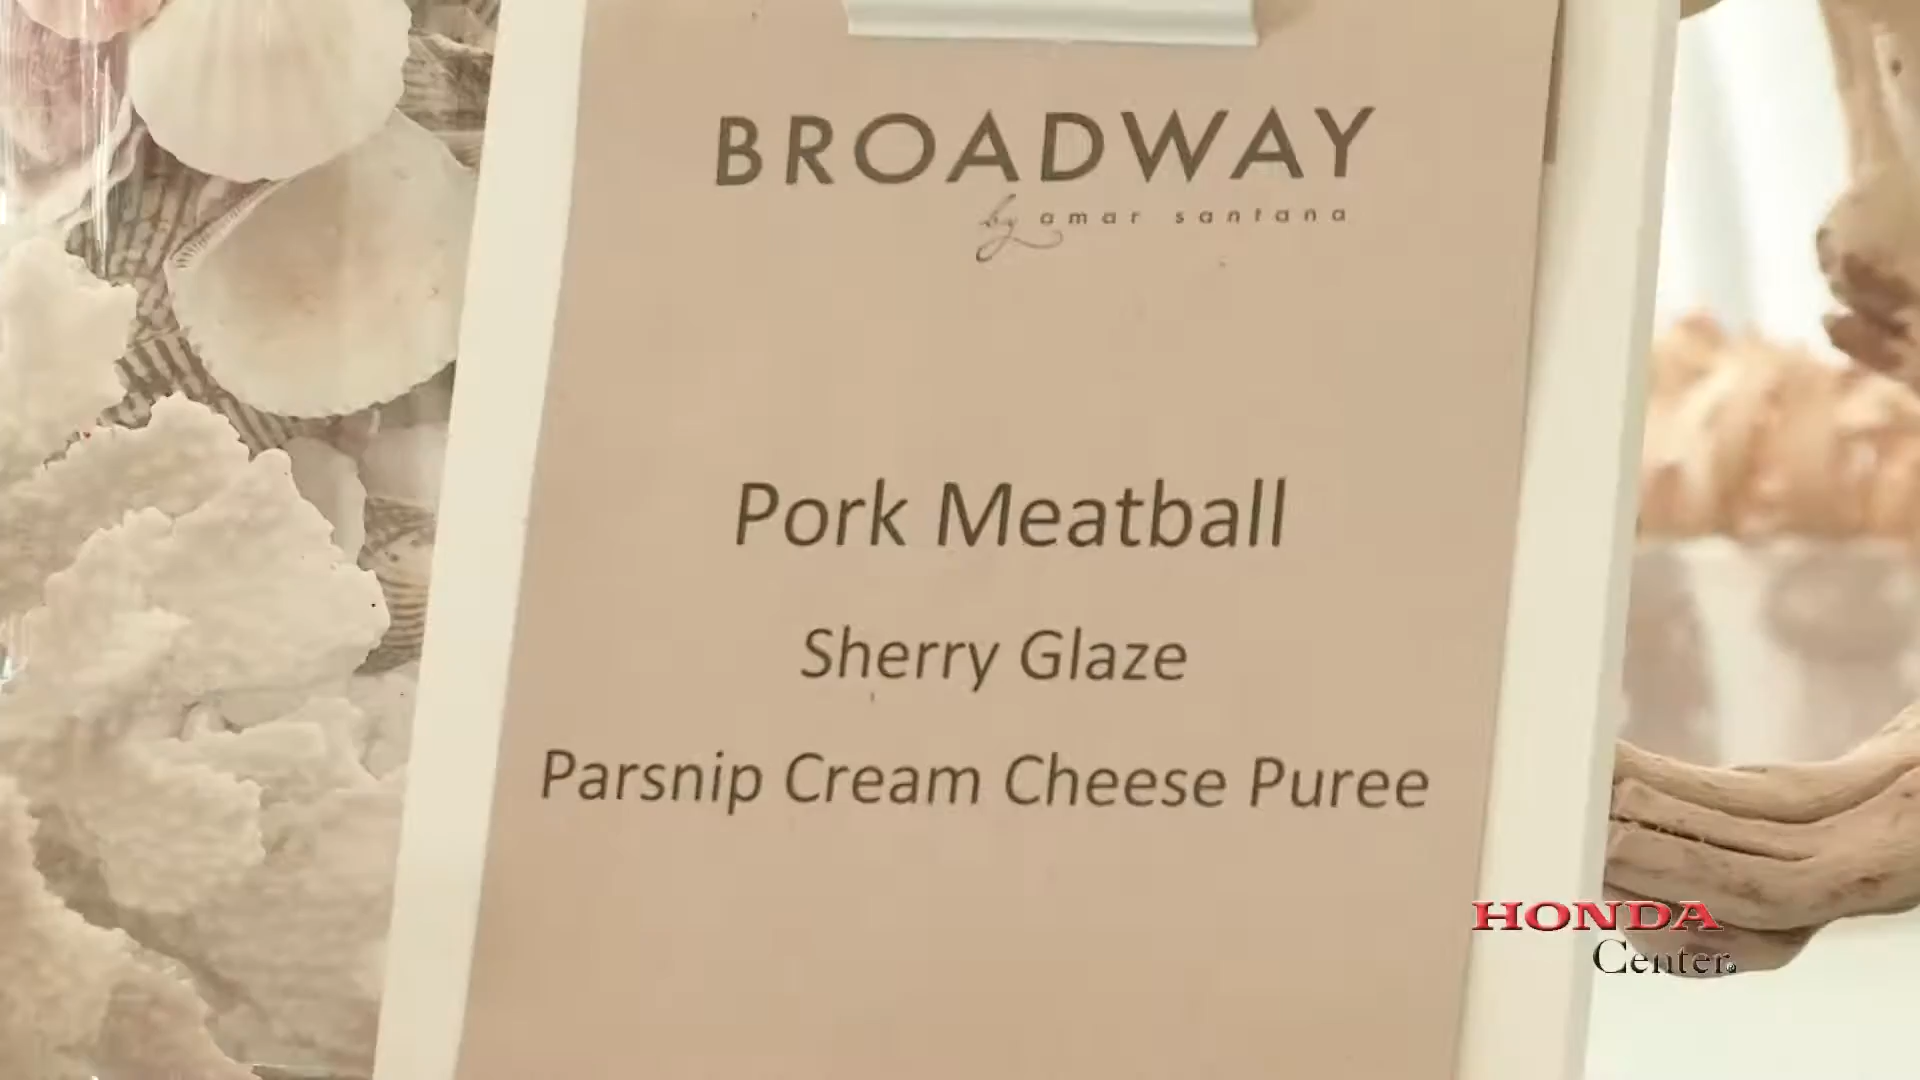 BROADWAY
by amar santana
Pork Meatball
Sherry Glaze
Parsnip Cream Cheese Puree
HONDA
Center®